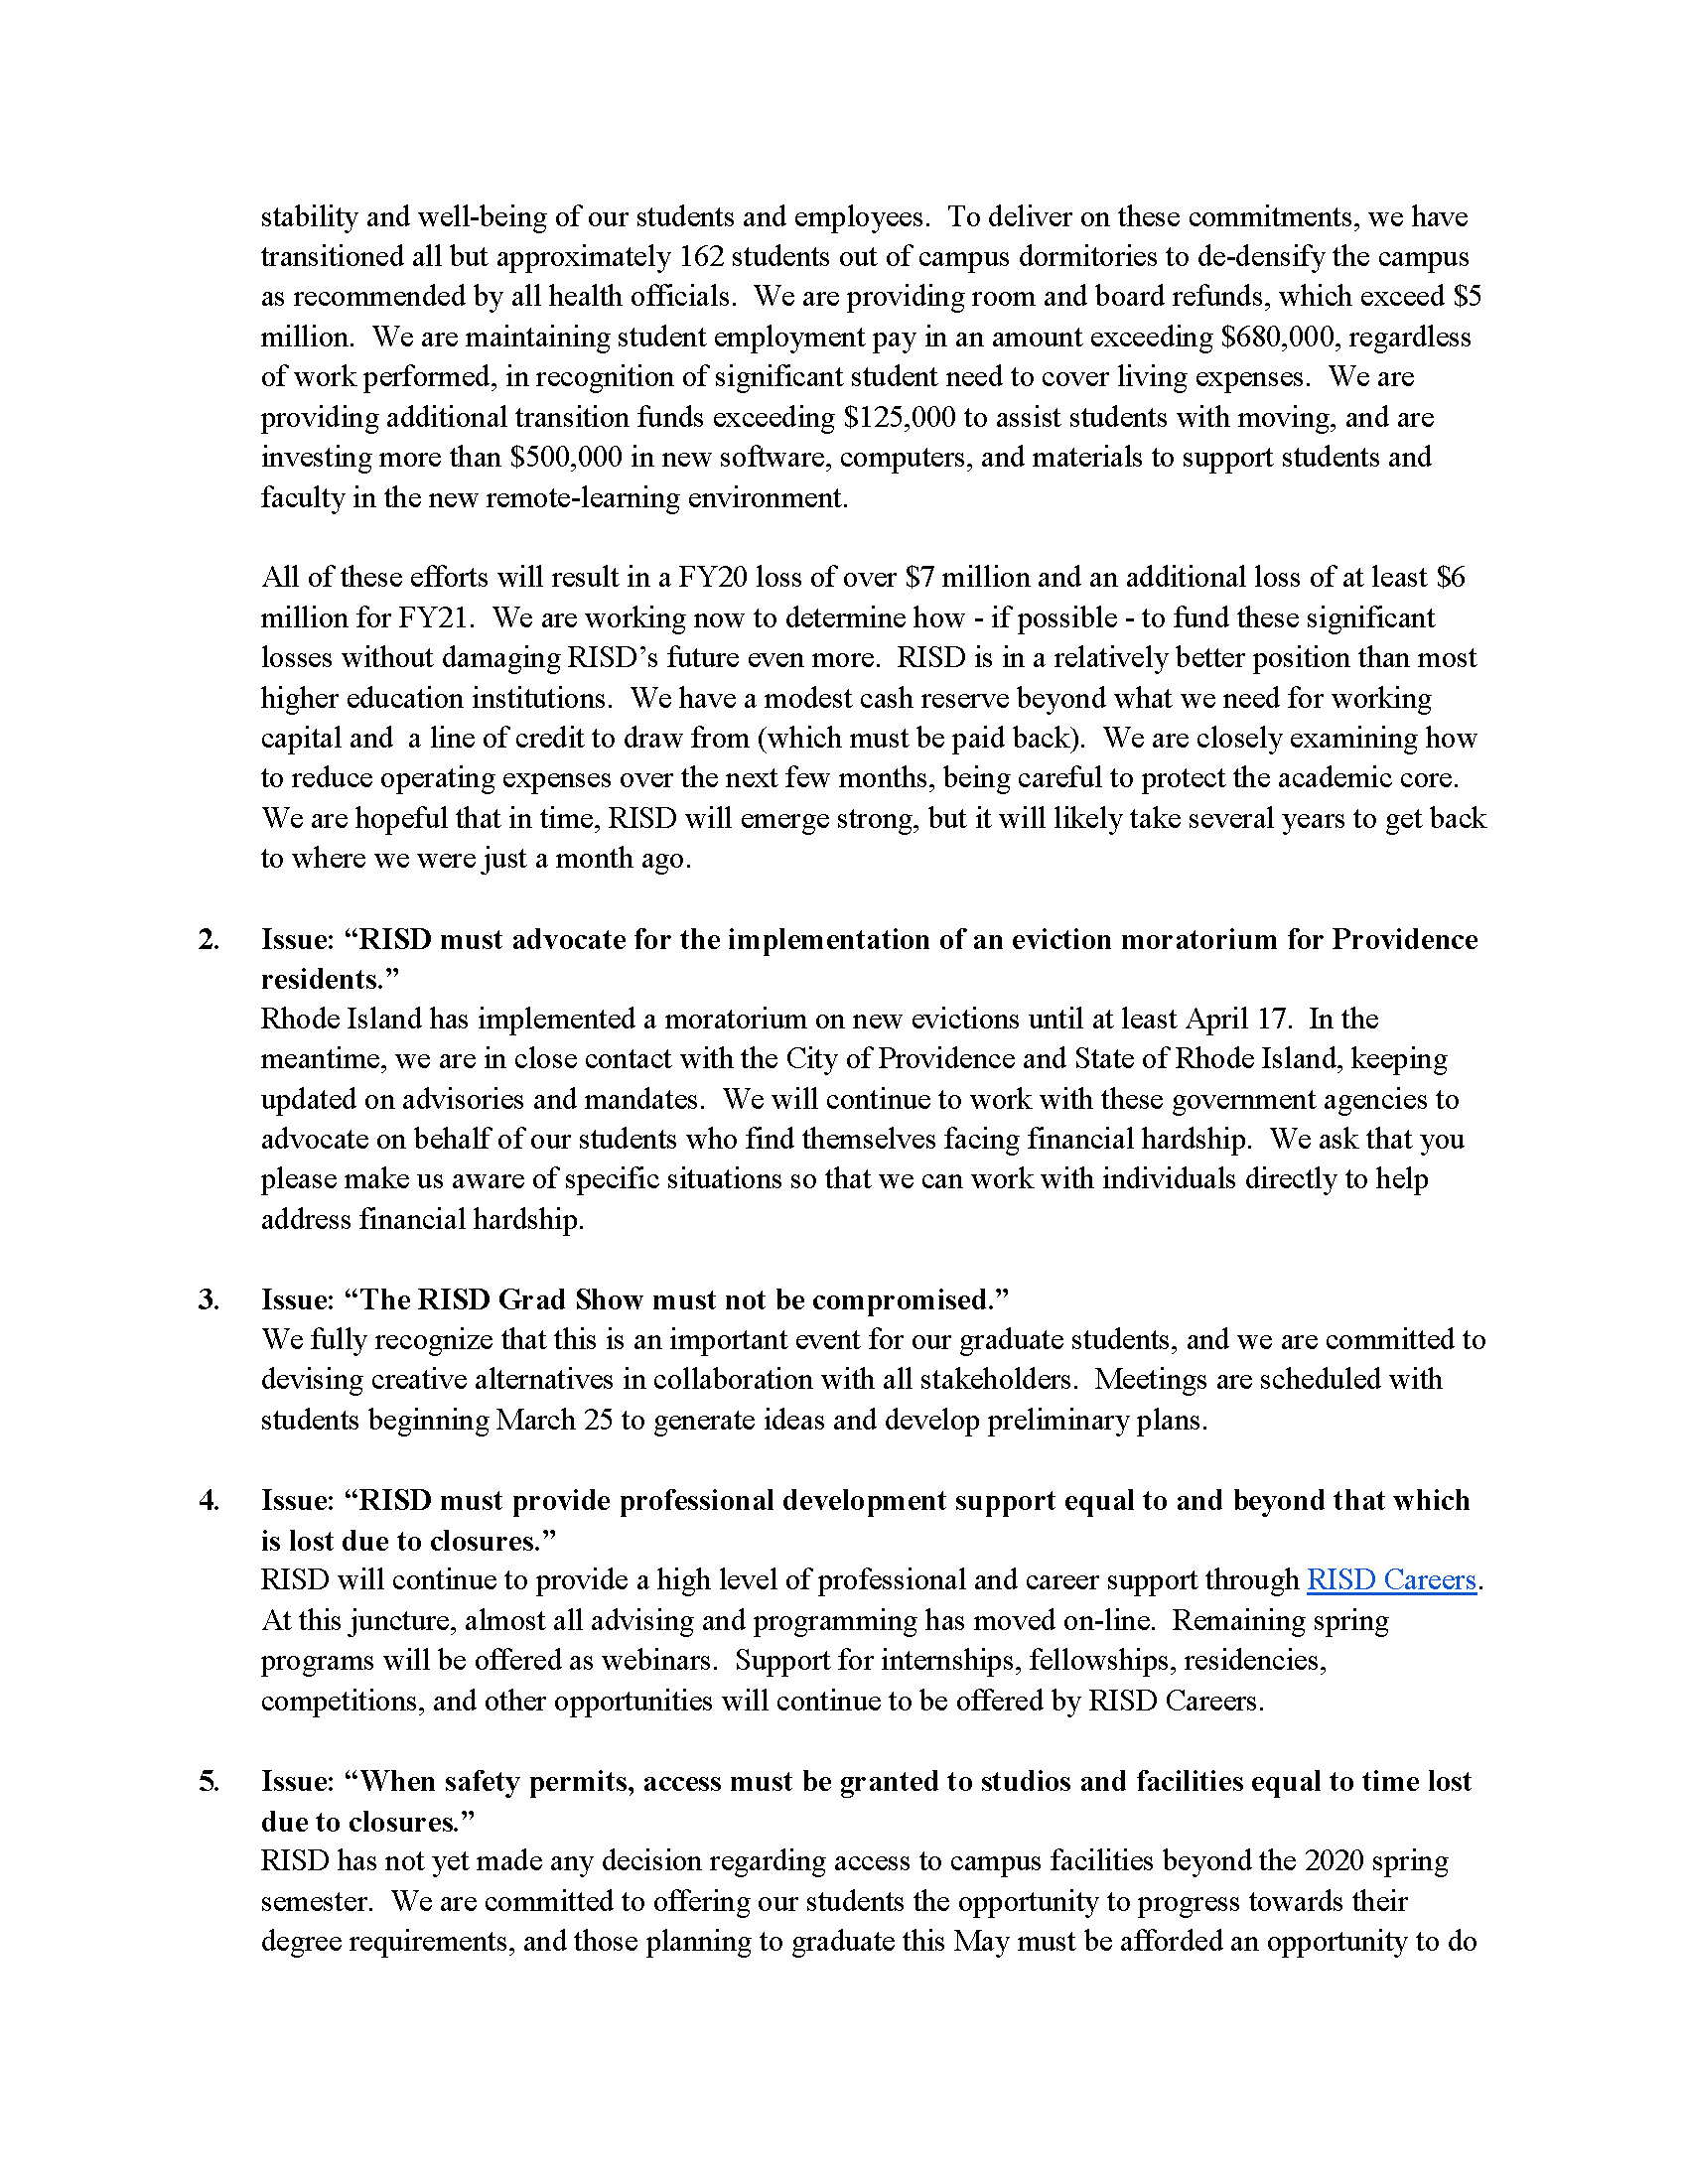 stability and well-being of our students and employees.  To deliver on these commitments, we have
transitioned all but approximately 162 students out of campus dormitories to de-densify the campus
as recommended by all health officials.  We are providing room and board refunds, which exceed $5
million.  We are maintaining student employment pay in an amount exceeding $680,000, regardless
of work performed, in recognition of significant student need to cover living expenses.  We are
providing additional transition funds exceeding $125,000 to assist students with moving, and are
investing more than $500,000 in new software, computers, and materials to support students and
faculty in the new remote-learning environment.
All of these efforts will result in a FY20 loss of over $7 million and an additional loss of at least $6
million for FY21.  We are working now to determine how - if possible - to fund these significant
losses without damaging RISD’s future even more.  RISD is in a relatively better position than most
higher education institutions.  We have a modest cash reserve beyond what we need for working
capital and  a line of credit to draw from (which must be paid back).  We are closely examining how
to reduce operating expenses over the next few months, being careful to protect the academic core.
We are hopeful that in time, RISD will emerge strong, but it will likely take several years to get back
to where we were just a month ago.
2. Issue: “RISD must advocate for the implementation of an eviction moratorium for Providence
residents.”
Rhode Island has implemented a moratorium on new evictions until at least April 17.  In the
meantime, we are in close contact with the City of Providence and State of Rhode Island, keeping
updated on advisories and mandates.  We will continue to work with these government agencies to
advocate on behalf of our students who find themselves facing financial hardship.  We ask that you
please make us aware of specific situations so that we can work with individuals directly to help
address financial hardship.
3. Issue: “The RISD Grad Show must not be compromised.”
We fully recognize that this is an important event for our graduate students, and we are committed to
devising creative alternatives in collaboration with all stakeholders.  Meetings are scheduled with
students beginning March 25 to generate ideas and develop preliminary plans.
4. Issue: “RISD must provide professional development support equal to and beyond that which
is lost due to closures.”
RISD will continue to provide a high level of professional and career support through RISD Careers.
At this juncture, almost all advising and programming has moved on-line.  Remaining spring
programs will be offered as webinars.  Support for internships, fellowships, residencies,
competitions, and other opportunities will continue to be offered by RISD Careers.
5. Issue: “When safety permits, access must be granted to studios and facilities equal to time lost
due to closures.”
RISD has not yet made any decision regarding access to campus facilities beyond the 2020 spring
semester.  We are committed to offering our students the opportunity to progress towards their
degree requirements, and those planning to graduate this May must be afforded an opportunity to do